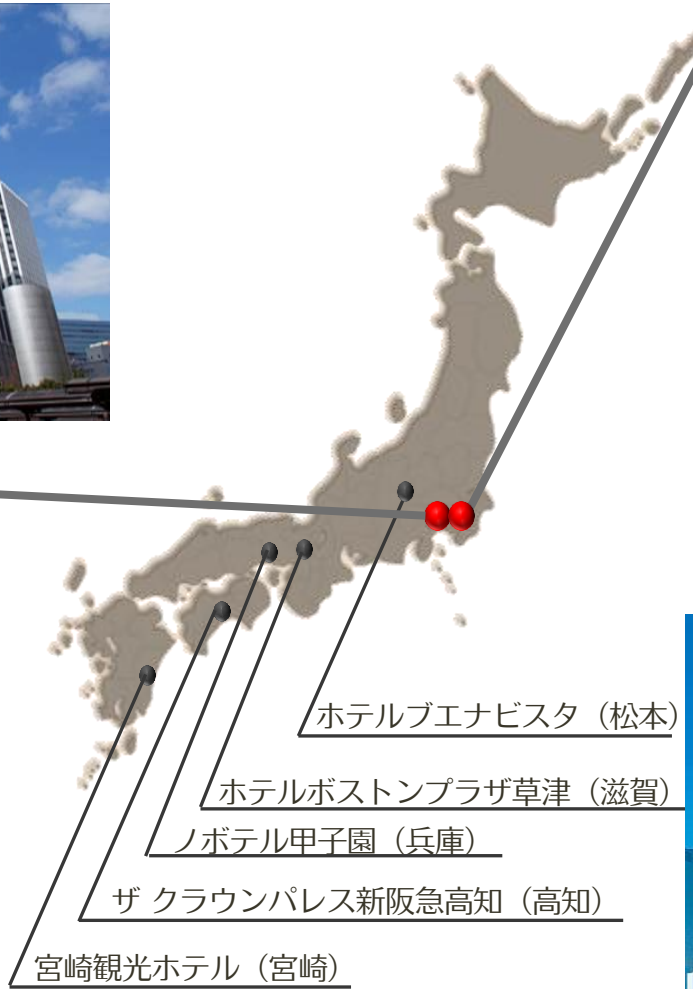 ホテルブエナビスタ（松本）
ホテルボストンプラザ草津（滋賀）
ノボテル甲子園（兵庫）
ザ クラウンパレス新阪急高知（高知）
宮崎観光ホテル（宮崎）